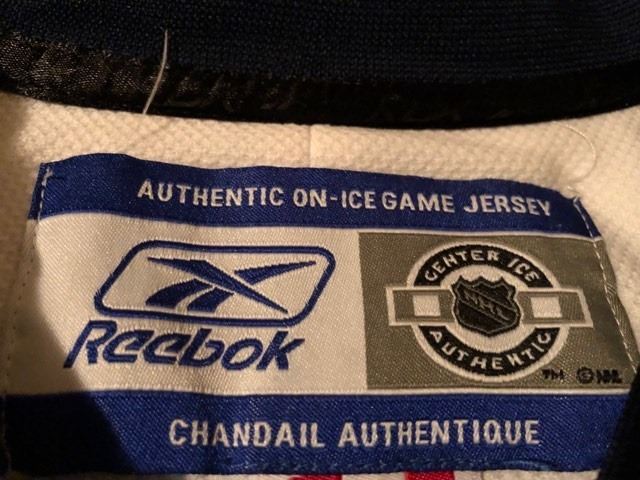 AUTHENTIC ON-ICE GAME JERSEY
Reebok
CENTER ICE
NHL
AUTHENTIC
TM © NHL
CHANDAIL AUTHENTIQUE